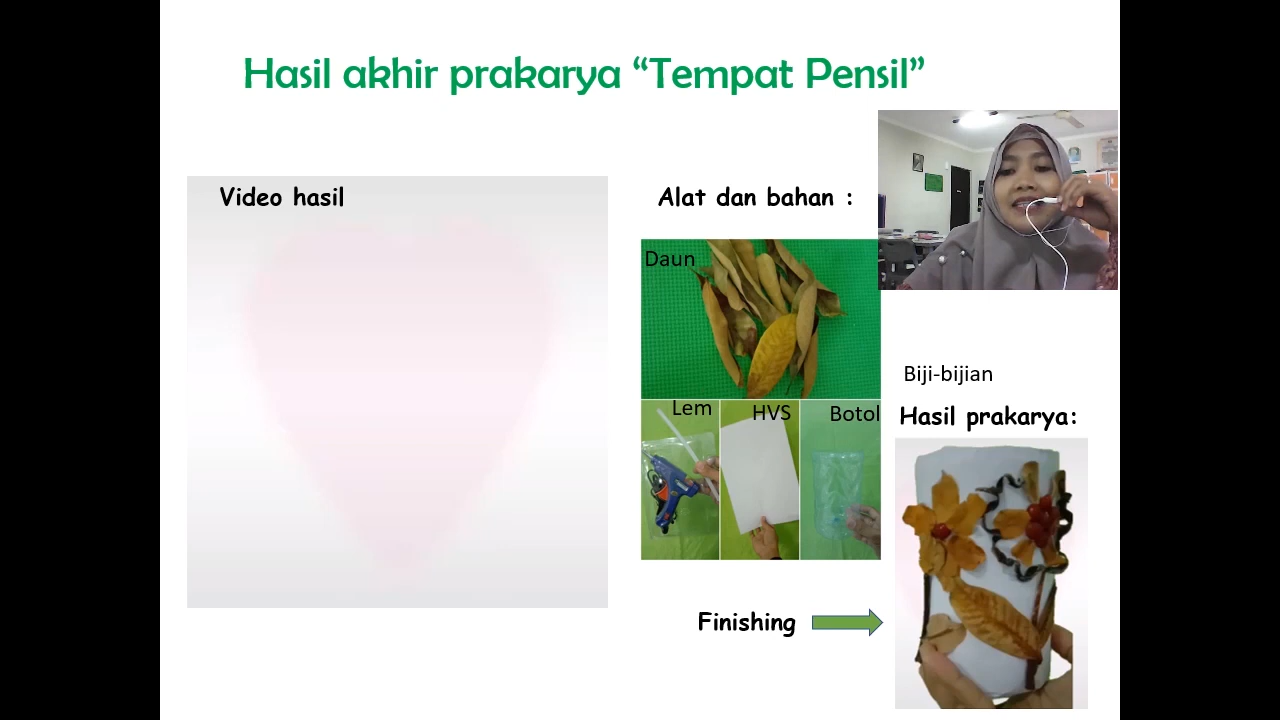 Hasil akhir prakarya “Tempat Pensil”
Video hasil
Alat dan bahan :
Daun
Lem
HVS
Botol
Biji-bijian
Hasil prakarya:
Finishing